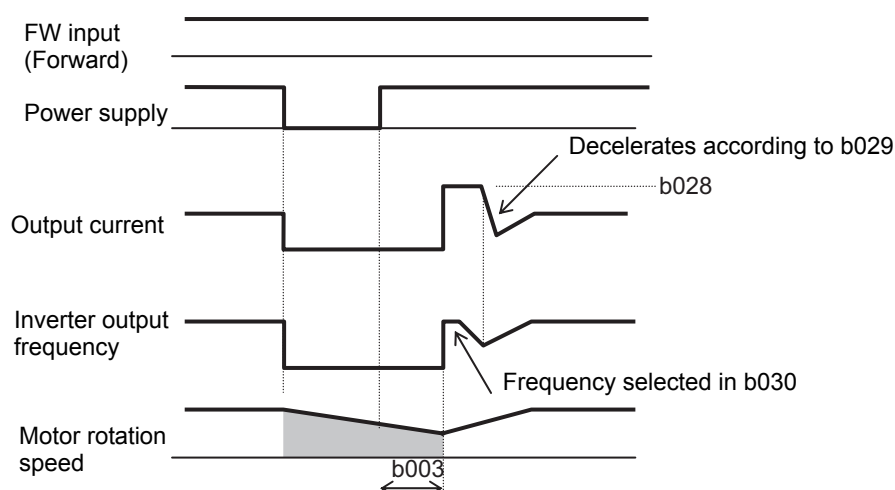 FW input
(Forward)
Power supply
Decelerates according to b029
b028
Output current
Inverter output
frequency
Frequency selected in b030
Motor rotation
speed
b003